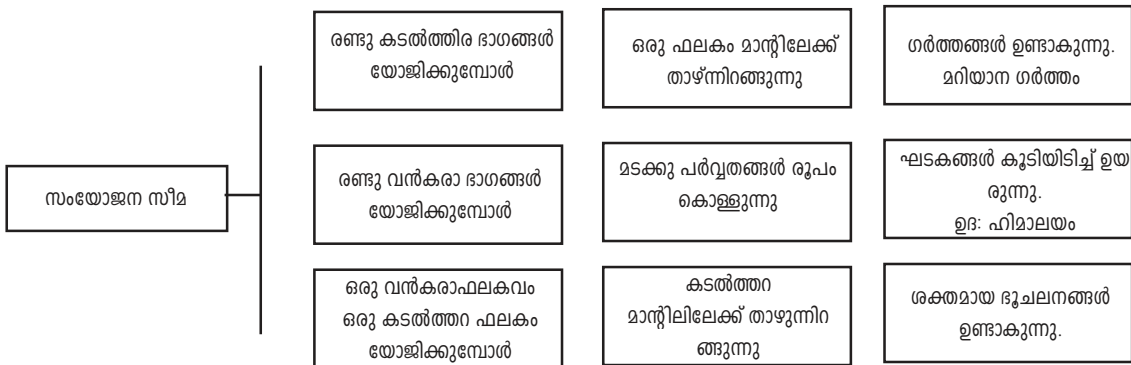 രണ്ടു കടൽത്തിര ഭാഗങ്ങൾ
യോജിക്കുമ്പോൾ
ഒരു ഫലകം മാന്റിലേക്ക്
താഴ്ന്നിറങ്ങുന്നു
ഗർത്തങ്ങൾ ഉണ്ടാകുന്നു.
മറിയാന ഗർത്തം
സംയോജന സീമ
രണ്ടു വൻകരാ ഭാഗങ്ങൾ
യോജിക്കുമ്പോൾ
മടക്കു പർവ്വതങ്ങൾ രൂപം
കൊള്ളുന്നു
ഘടകങ്ങൾ കൂടിയിടിച്ച് ഉയ
രുന്നു.
ഉദ: ഹിമാലയം
ഒരു വൻകരാഫലകവം
ഒരു കടൽത്തറ ഫലകം
യോജിക്കുമ്പോൾ
കടൽത്തറ
മാന്റിലിലേക്ക് താഴുന്നിറ
ങ്ങുന്നു
ശക്തമായ ഭൂചലനങ്ങൾ
ഉണ്ടാകുന്നു.